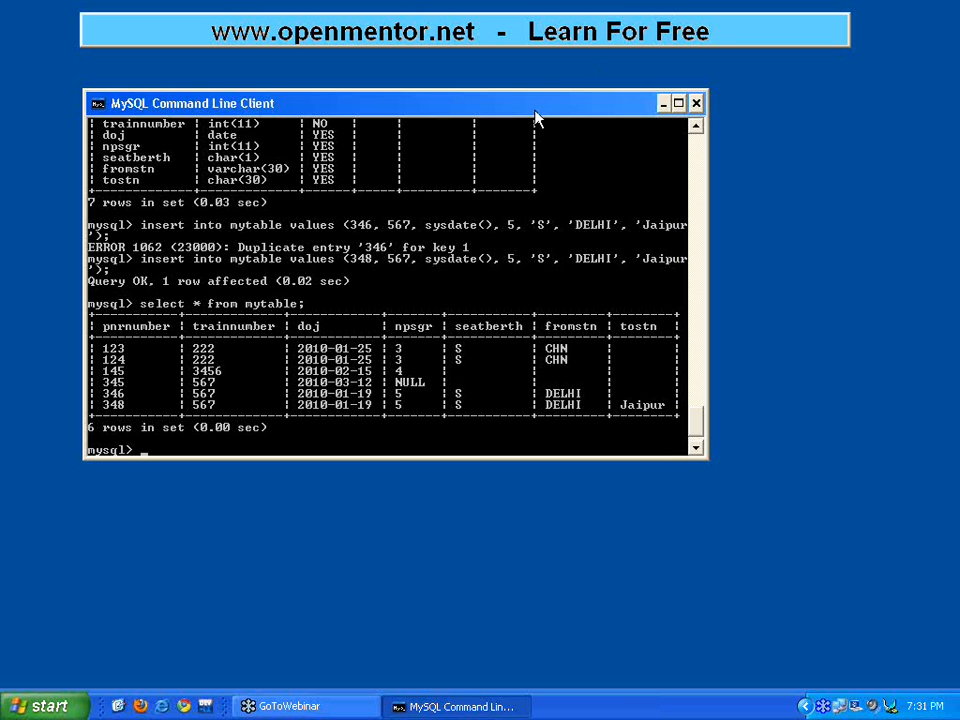 www.openmentor.net - Learn For Free
MySQL Command Line Client
| trainnumber | int(11) | NO | | | |
| doj | date | YES | | | |
| npsgr | int(11) | YES | | | |
| seatberth | char(1) | YES | | | |
| fromstn | varchar(30) | YES | | | |
| tostn | char(30) | YES | | | |
+-------------+-------------+------+-----+---------+-------+
7 rows in set (0.03 sec)
mysql> insert into mytable values (346, 567, sysdate(), 5, 'S', 'DELHI', 'Jaipur
');
ERROR 1062 (23000): Duplicate entry '346' for key 1
mysql> insert into mytable values (348, 567, sysdate(), 5, 'S', 'DELHI', 'Jaipur
');
Query OK, 1 row affected (0.02 sec)
mysql> select * from mytable;
+-----------+-------------+------------+-------+-----------+---------+--------+
| pnrnumber | trainnumber | doj | npsgr | seatberth | fromstn | tostn |
+-----------+-------------+------------+-------+-----------+---------+--------+
| 123 | 222 | 2010-01-25 | 3 | S | CHN | |
| 124 | 222 | 2010-01-25 | 3 | S | CHN | |
| 145 | 3456 | 2010-02-15 | 4 | | | |
| 345 | 567 | 2010-03-12 | NULL | | | |
| 346 | 567 | 2010-01-19 | 5 | S | DELHI | |
| 348 | 567 | 2010-01-19 | 5 | S | DELHI | Jaipur |
+-----------+-------------+------------+-------+-----------+---------+--------+
6 rows in set (0.00 sec)
mysql> _
start
GoToWebinar
MySQL Command Lin...
7:31 PM